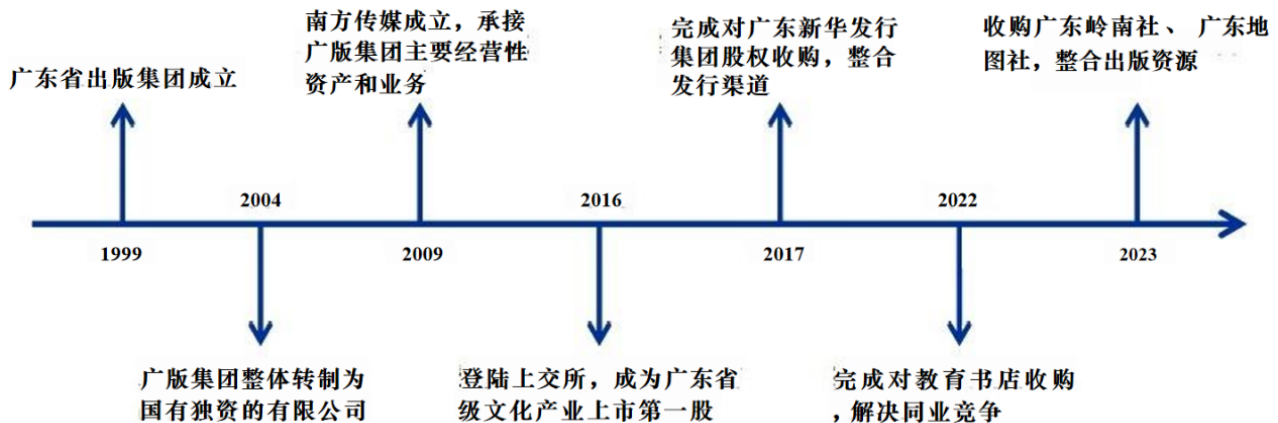 广东省出版集团成立
南方传媒成立，承接
广版集团主要经营性
资产和业务
完成对广东新华发行
集团股权收购，整合
发行渠道
收购广东岭南社、 广东地
图社，整合出版资源
2004
2016
2022
1999
2009
2017
2023
广版集团整体转制为
国有独资的有限公司
登陆上交所，成为广东省
级文化产业上市第一股
完成对教育书店收购
，解决同业竞争